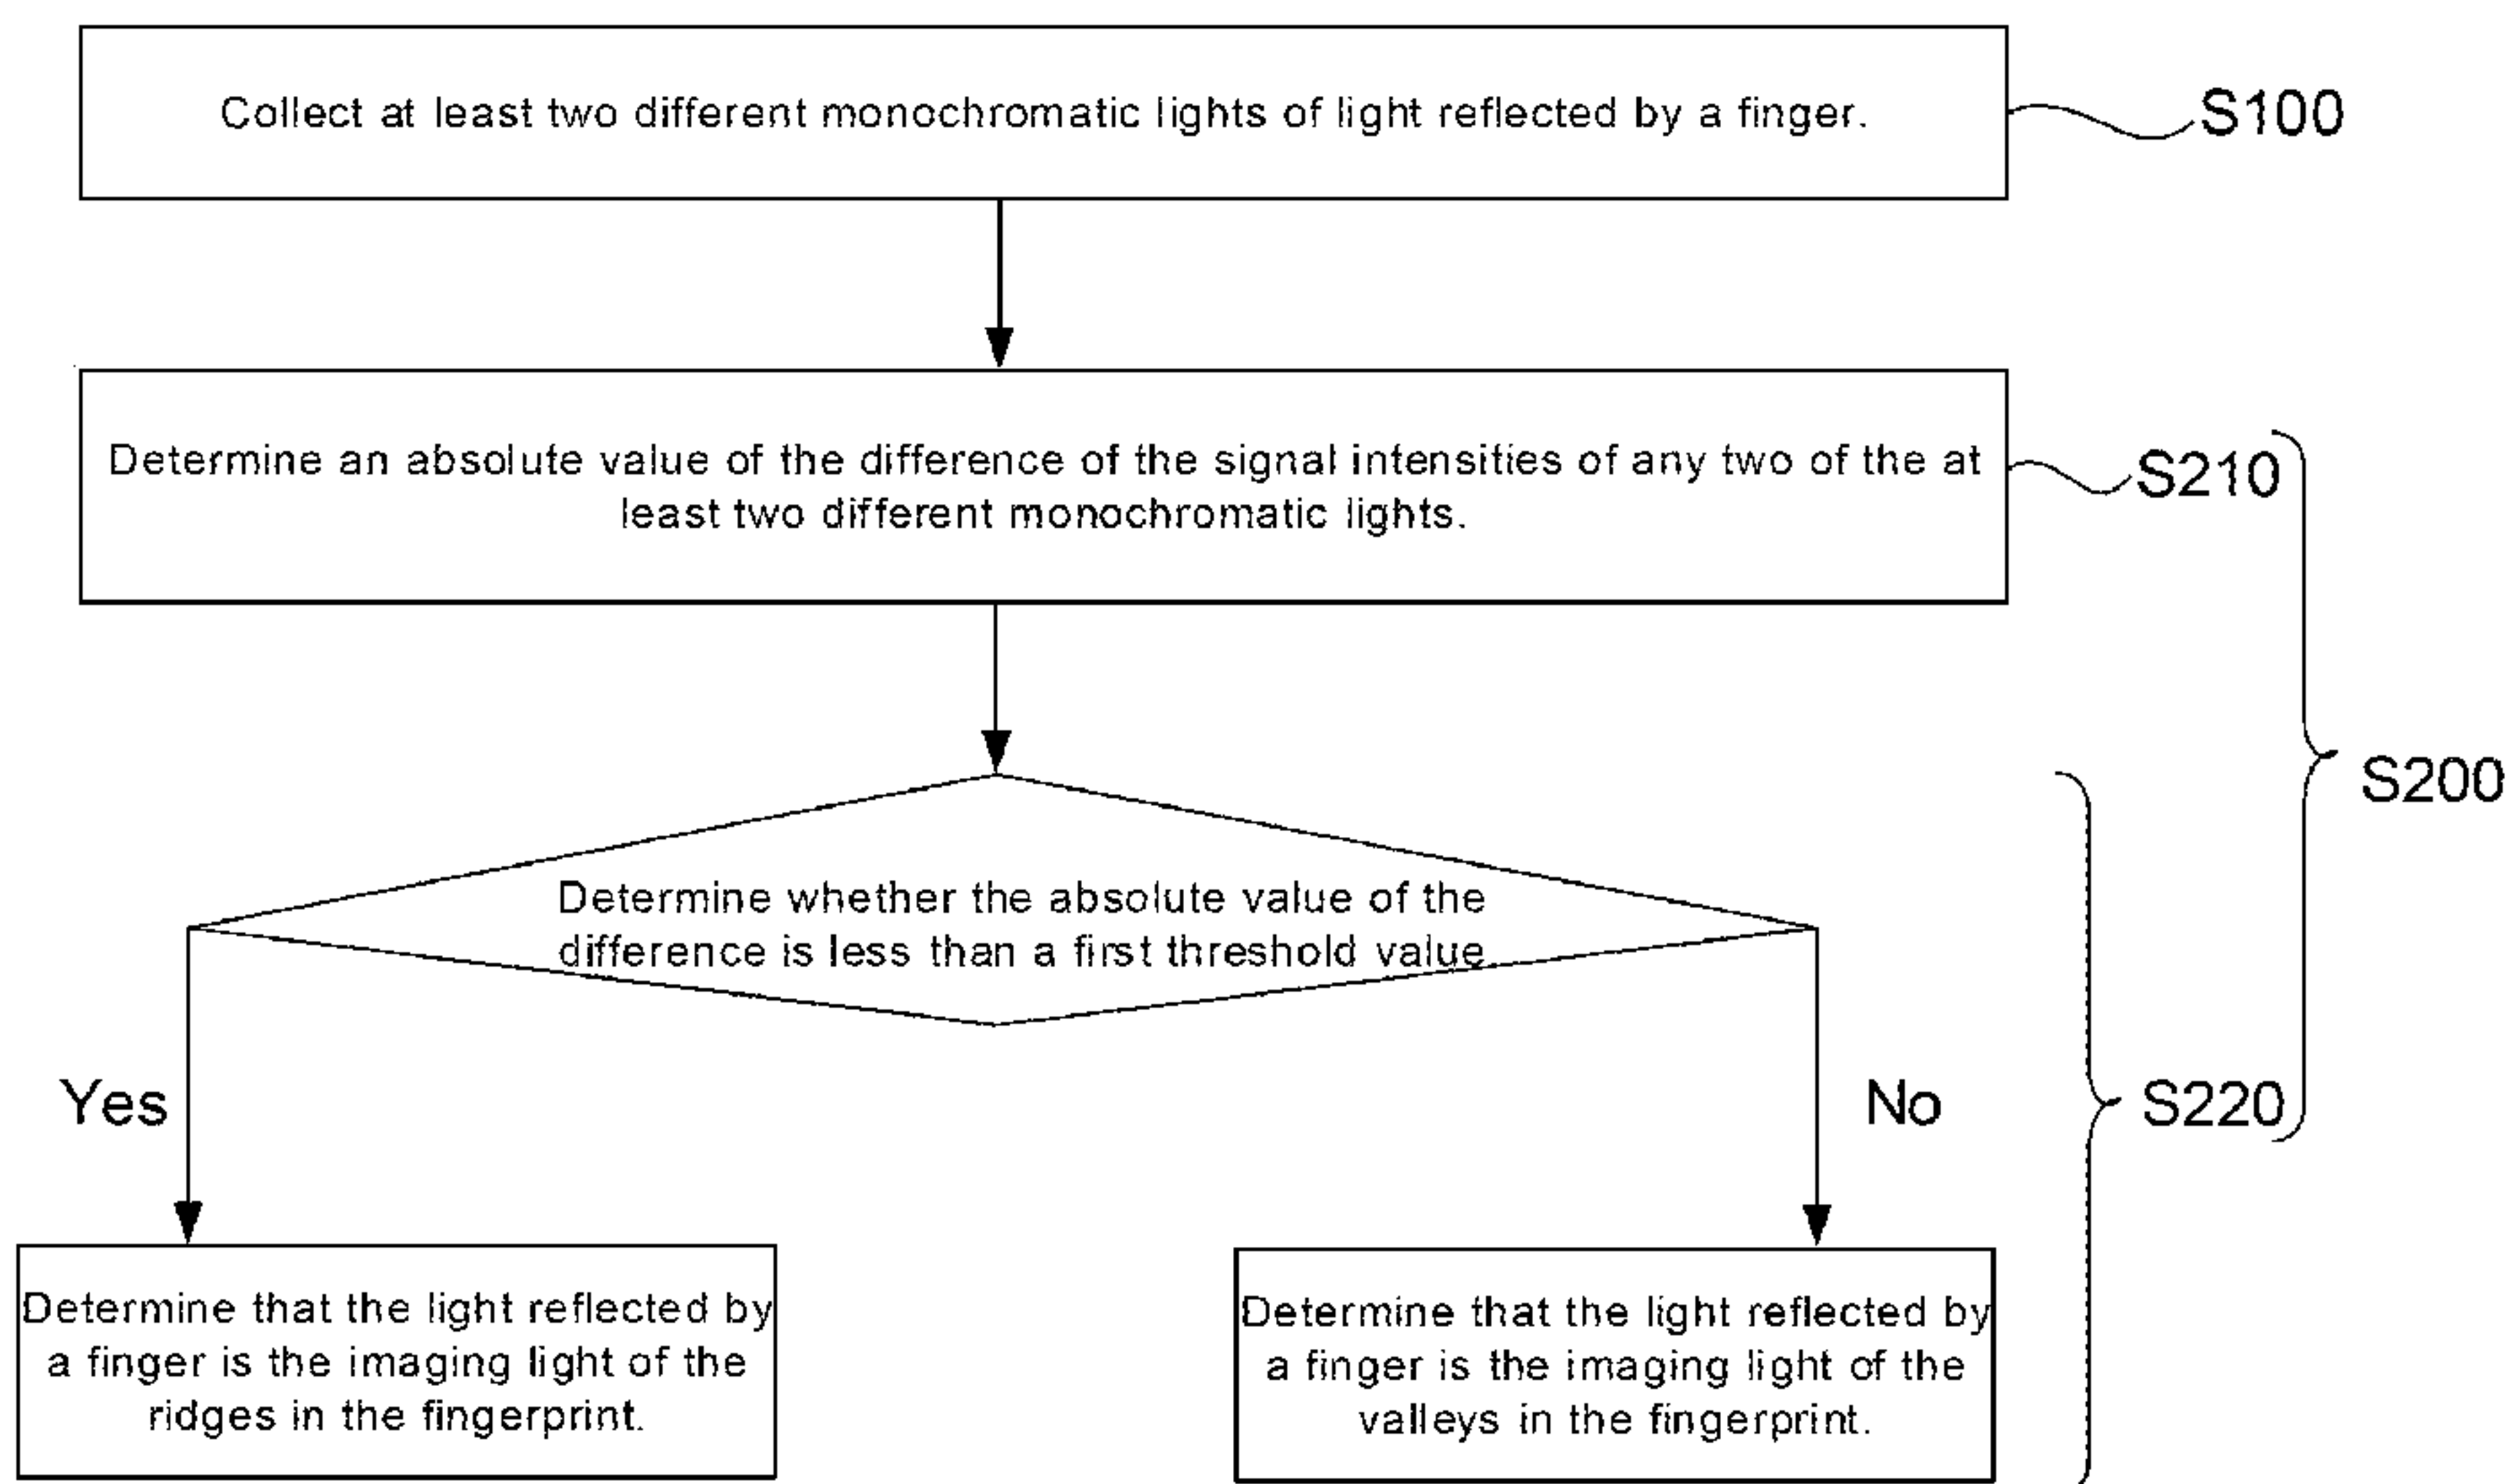 Collect at least two different monochromatic lights of light reflected by a finger.
S100
Determine an absolute value of the difference of the signal intensities of any two of the at
least two different monochromatic lights.
S210
S200
Determine whether the absolute value of the
difference is less than a first threshold value
Yes
No
S220
Determine that the light reflected by
a finger is the imaging light of the
ridges in the fingerprint.
Determine that the light reflected by
a finger is the imaging light of the
valleys in the fingerprint.